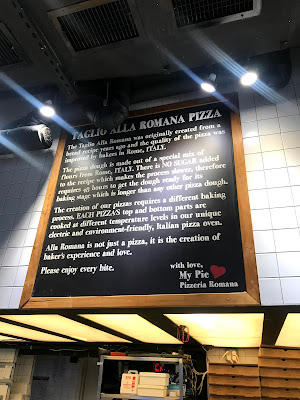 TAGLIO ALLA ROMANA PIZZA
The Taglio Alla Romana was originally created from a
bread recipe years ago and the quality of the pizza was
improved by bakers in Rome, ITALY.
The pizza dough is made out of a special mix of
flours from Rome, ITALY. There is NO SUGAR added
to the recipe which makes the process slower, therefore
requires 98 hours to get the dough ready for its
baking stage which is longer than any other pizza dough.
The creation of our pizzas requires a different baking
process. EACH PIZZA'S top and bottom parts are
cooked at different temperature levels in our unique
electric and environment-friendly, Italian pizza oven.
Alla Romana is not just a pizza, it is the creation of
baker's experience and love.
Please enjoy every bite.
with love,
My Pie
Pizzeria Romana